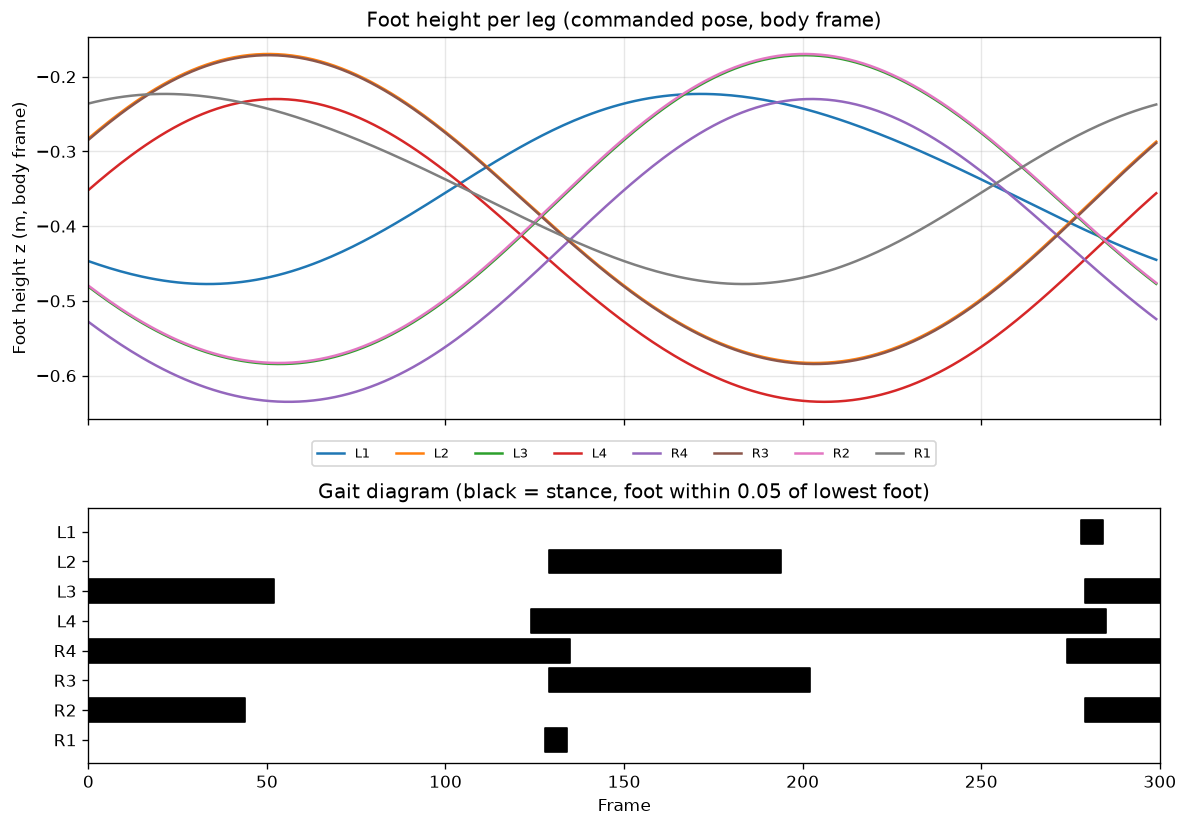 Foot height per leg (commanded pose, body frame)
Foot height z (m, body frame)
−0.2
−0.3
−0.4
−0.5
−0.6
L1 L2 L3 L4 R4 R3 R2 R1
Gait diagram (black = stance, foot within 0.05 of lowest foot)
L1
L2
L3
L4
R4
R3
R2
R1
0 50 100 150 200 250 300
Frame